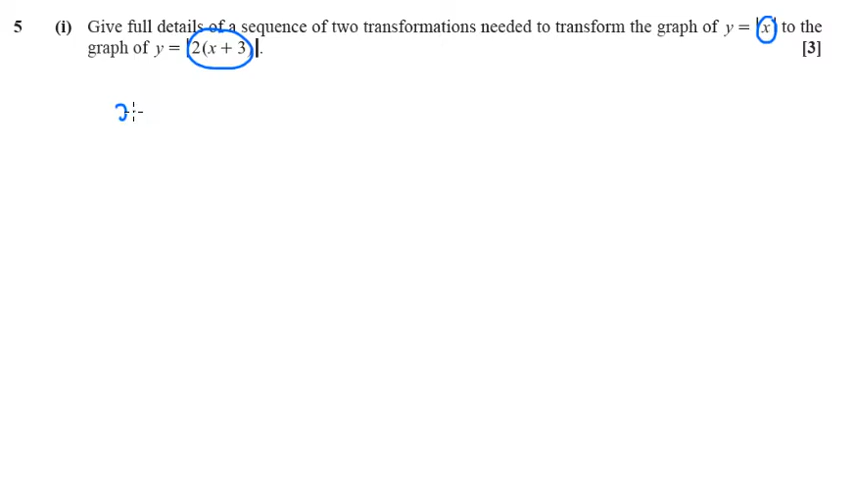 5 (i) Give full details of a sequence of two transformations needed to transform the graph of y = |x| to the
graph of y = |2(x + 3)|. [3]